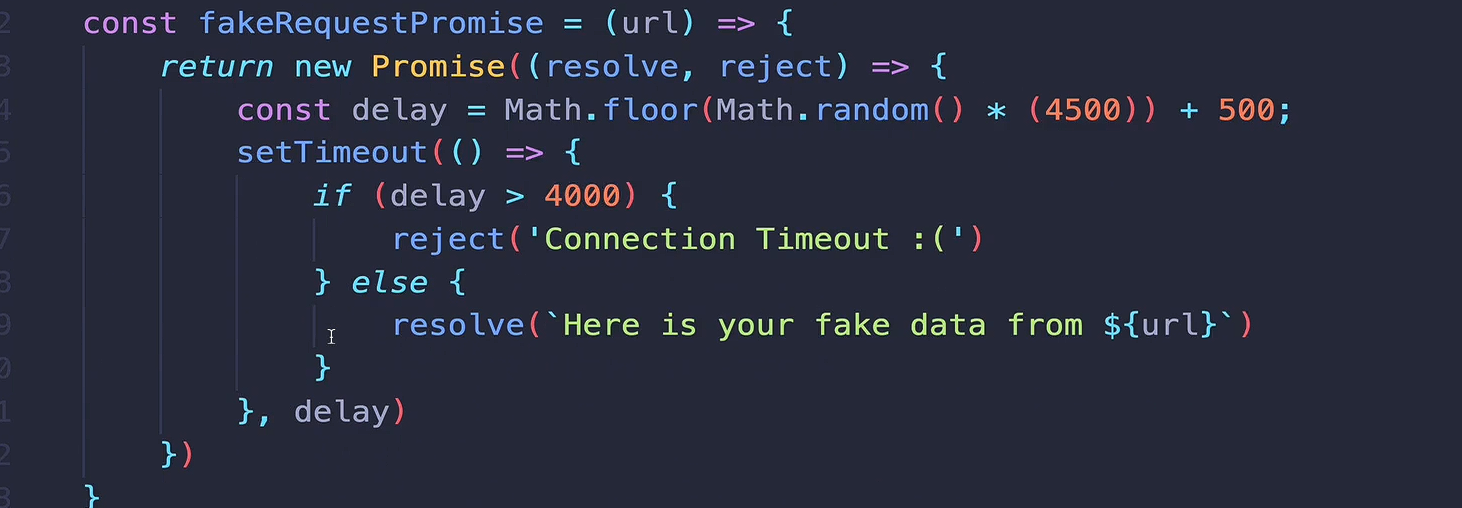 2 const fakeRequestPromise = (url) => {
3 return new Promise((resolve, reject) => {
4 const delay = Math.floor(Math.random() * (4500)) + 500;
5 setTimeout(() => {
6 if (delay > 4000) {
7 reject('Connection Timeout :(')
8 } else {
9 resolve(`Here is your fake data from ${url}`)
0 }
1 }, delay)
2 })
3 }